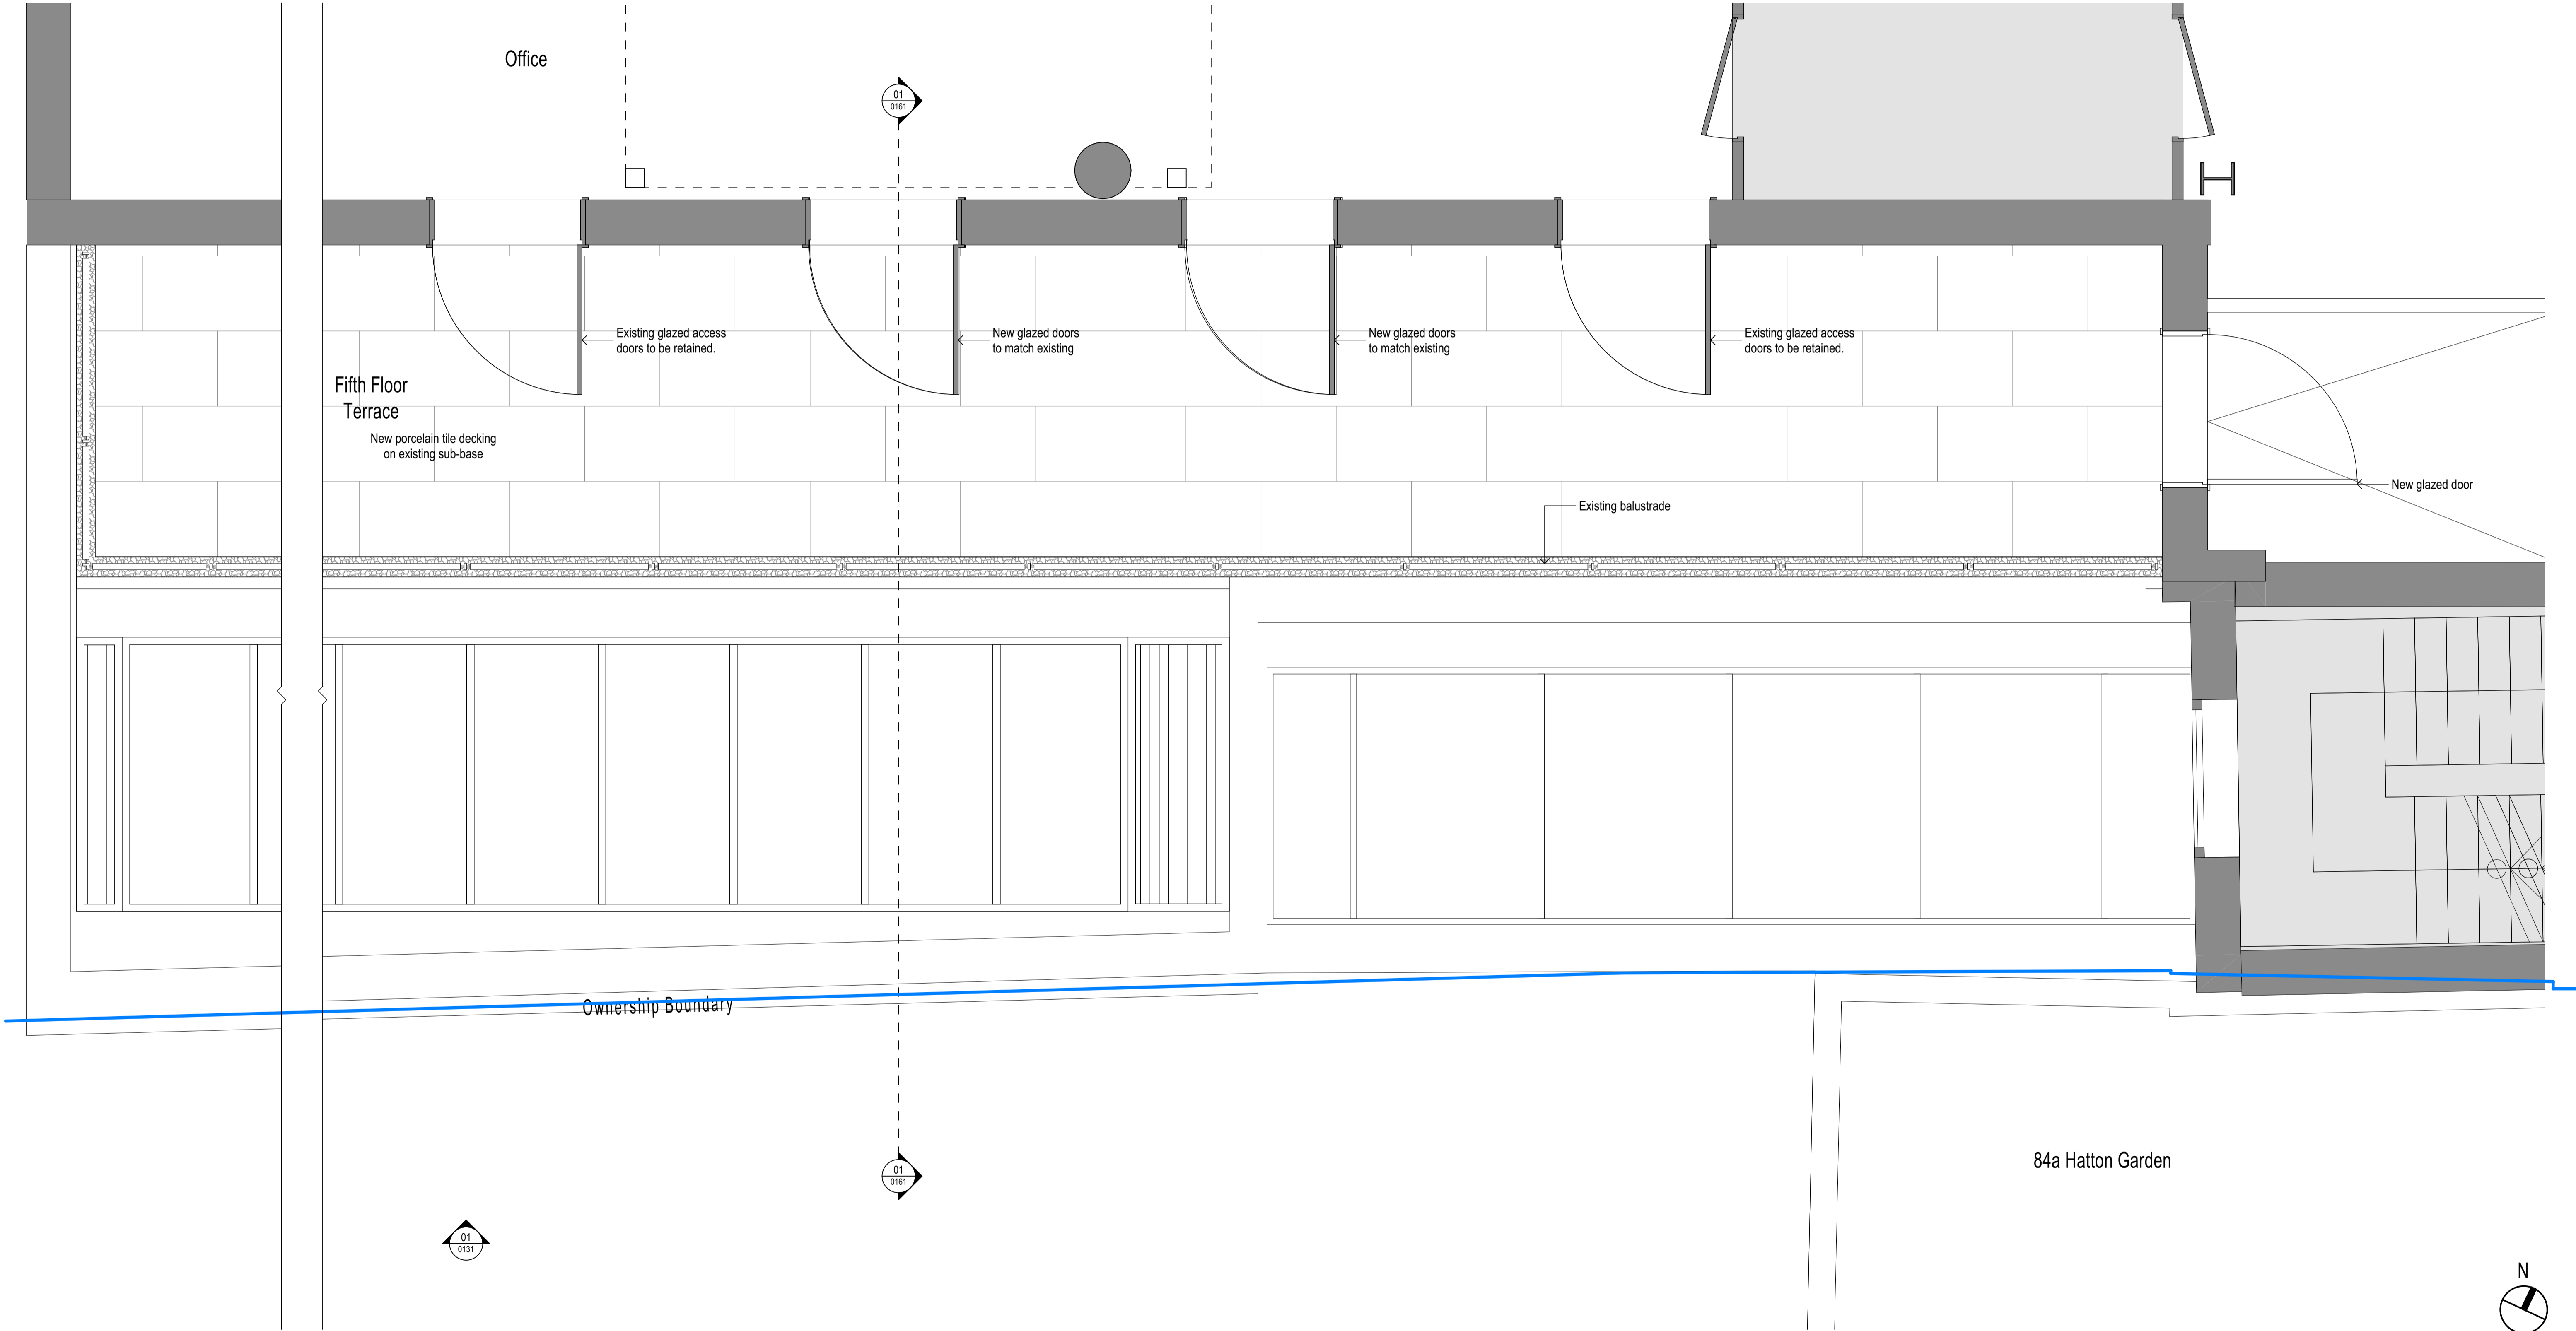 Office
01
0161
Existing glazed access
doors to be retained.
New glazed doors
to match existing
New glazed doors
to match existing
Existing glazed access
doors to be retained.
Fifth Floor
Terrace
New porcelain tile decking
on existing sub-base
New glazed door
Existing balustrade
Ownership Boundary
84a Hatton Garden
01
0161
01
0131
N